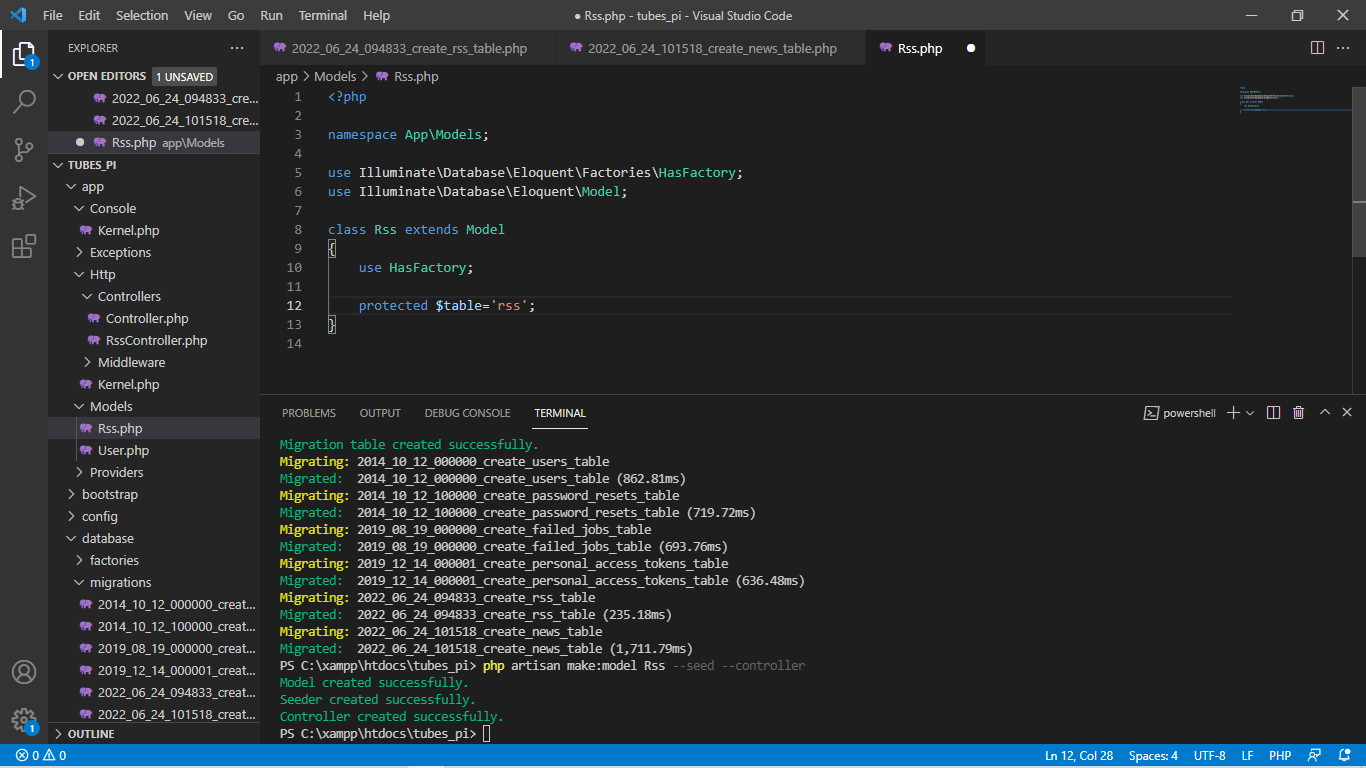 File Edit Selection View Go Run Terminal Help
● Rss.php - tubes_pi - Visual Studio Code
EXPLORER
OPEN EDITORS 1 UNSAVED
2022_06_24_094833_cre...
2022_06_24_101518_cre...
● Rss.php app\Models
TUBES_PI
app
Console
Kernel.php
Exceptions
Http
Controllers
Controller.php
RssController.php
Middleware
Kernel.php
Models
Rss.php
User.php
Providers
bootstrap
config
database
factories
migrations
2014_10_12_000000_creat...
2014_10_12_100000_creat...
2019_08_19_000000_creat...
2019_12_14_000001_creat...
2022_06_24_094833_creat...
2022_06_24_101518_creat...
OUTLINE
1
1
2022_06_24_094833_create_rss_table.php 2022_06_24_101518_create_news_table.php Rss.php ●
app > Models > Rss.php
1 <?php
2
3 namespace App\Models;
4
5 use Illuminate\Database\Eloquent\Factories\HasFactory;
6 use Illuminate\Database\Eloquent\Model;
7
8 class Rss extends Model
9 {
10 use HasFactory;
11
12 protected $table='rss';
13 }
14
PROBLEMS OUTPUT DEBUG CONSOLE TERMINAL powershell
Migration table created successfully.
Migrating: 2014_10_12_000000_create_users_table
Migrated: 2014_10_12_000000_create_users_table (862.81ms)
Migrating: 2014_10_12_100000_create_password_resets_table
Migrated: 2014_10_12_100000_create_password_resets_table (719.72ms)
Migrating: 2019_08_19_000000_create_failed_jobs_table
Migrated: 2019_08_19_000000_create_failed_jobs_table (693.76ms)
Migrating: 2019_12_14_000001_create_personal_access_tokens_table
Migrated: 2019_12_14_000001_create_personal_access_tokens_table (636.48ms)
Migrating: 2022_06_24_094833_create_rss_table
Migrated: 2022_06_24_094833_create_rss_table (235.18ms)
Migrating: 2022_06_24_101518_create_news_table
Migrated: 2022_06_24_101518_create_news_table (1,711.79ms)
PS C:\xampp\htdocs\tubes_pi> php artisan make:model Rss --seed --controller
Model created successfully.
Seeder created successfully.
Controller created successfully.
PS C:\xampp\htdocs\tubes_pi>
0 0 Ln 12, Col 28 Spaces: 4 UTF-8 LF PHP